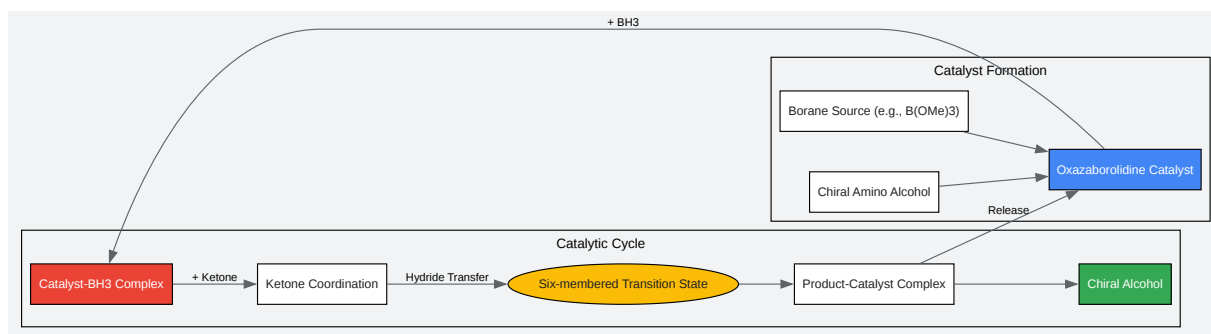 + BH3
Catalyst Formation
Borane Source (e.g., B(OMe)3)
Oxazaborolidine Catalyst
Chiral Amino Alcohol
Release
Catalytic Cycle
Catalyst-BH3 Complex
+ Ketone
Ketone Coordination
Hydride Transfer
Six-membered Transition State
Product-Catalyst Complex
Chiral Alcohol